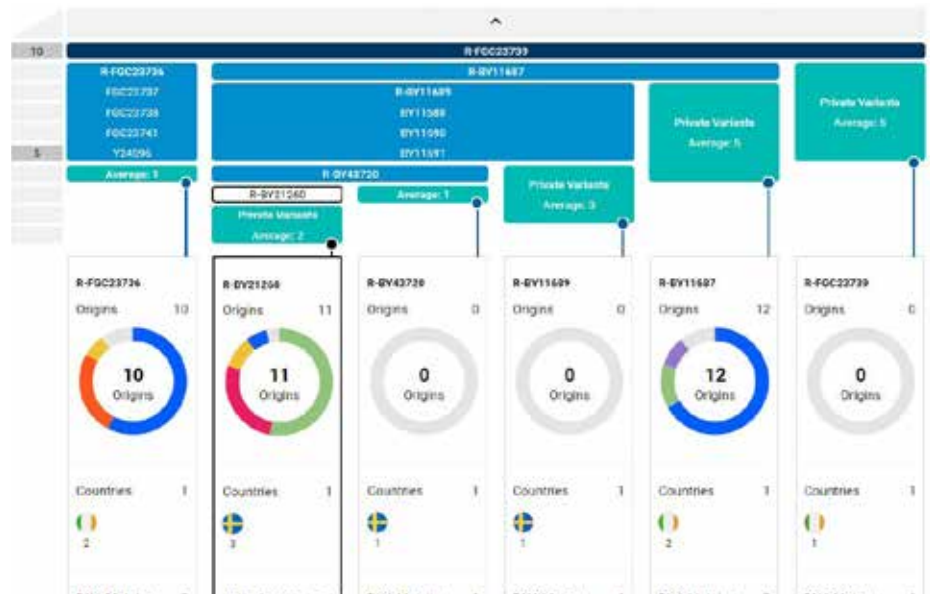 10
R-FGC23739
R-FGC23736
R-BY11687
FGC23737
R-BY11689
FGC23738
BY11588
Private Variants
FGC23741
BY11690
Private Variants
Average: 5
5
Y24096
BY11691
Average: 5
Average: 1
R-BY43720
R-BY21260
Average: 1
Private Variants
Private Variants
Average: 3
Average: 2
R-FGC23736
R-BY21260
R-BY43720
R-BY11689
R-BY11687
R-FGC23739
Origins 10
Origins 11
Origins 0
Origins 0
Origins 12
Origins 0
10
Origins
11
Origins
0
Origins
0
Origins
12
Origins
0
Origins
Countries 1
Countries 1
Countries 1
Countries 1
Countries 1
Countries 1
2
3
1
1
2
1